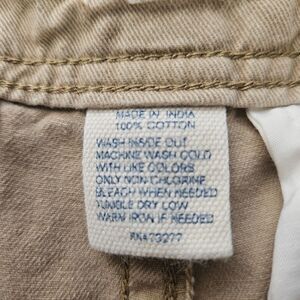 MADE IN INDIA
100% COTTON
WASH INSIDE OUT
MACHINE WASH COLD
WITH LIKE COLORS
ONLY NON-CHLORINE
BLEACH WHEN NEEDED
TUMBLE DRY LOW
WARM IRON IF NEEDED